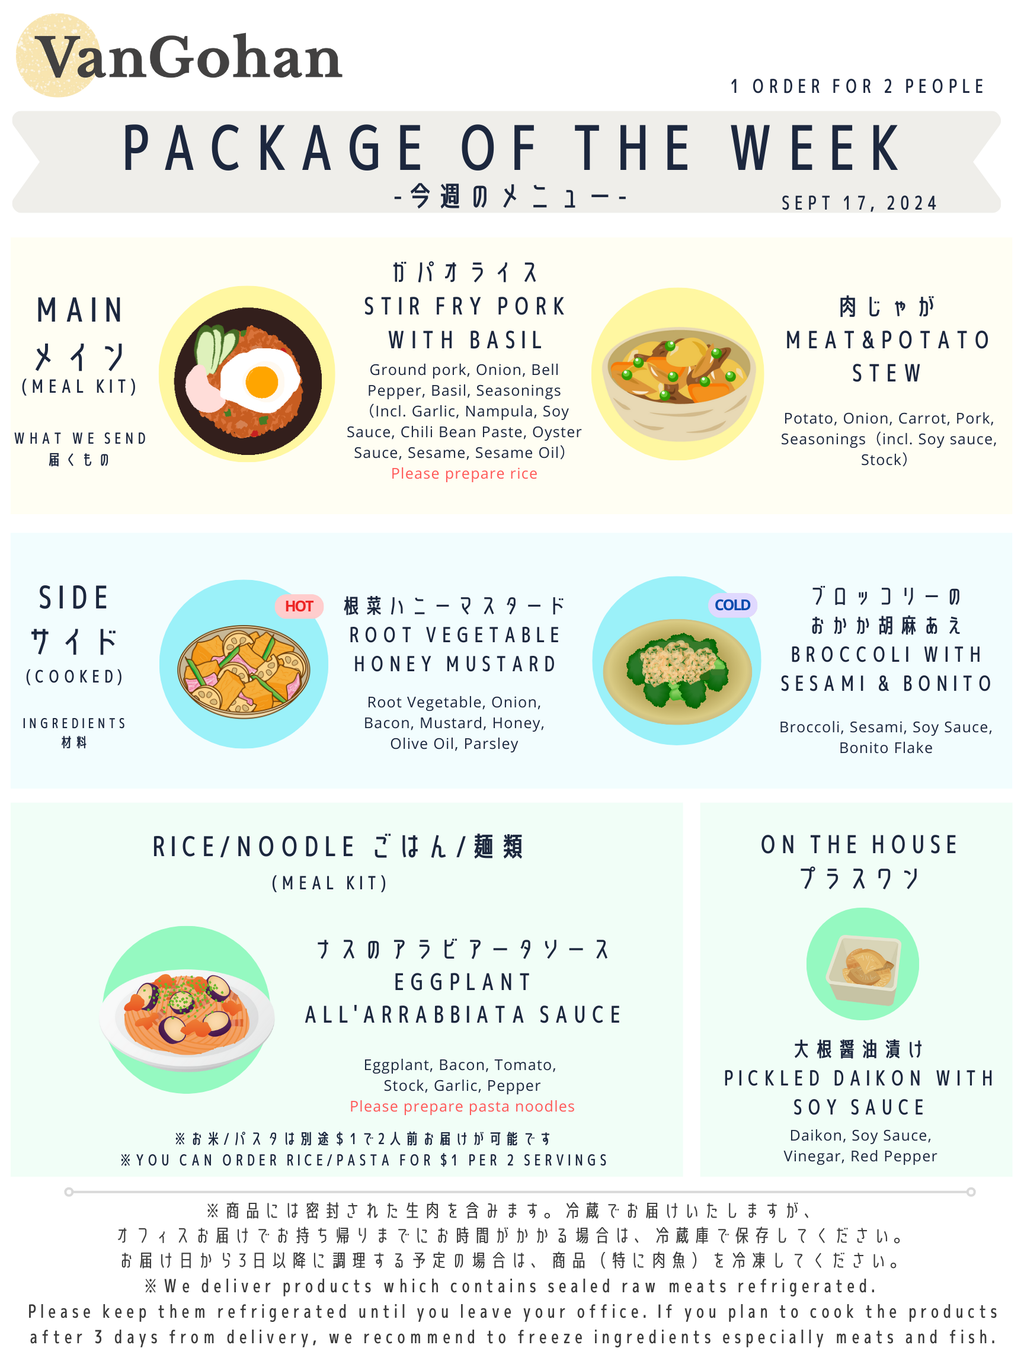 VanGohan
1 ORDER FOR 2 PEOPLE
PACKAGE OF THE WEEK
-今週のメニュー-
SEPT 17, 2024
MAIN
メイン
(MEAL KIT)
WHAT WE SEND
届くもの
ガパオライス
STIR FRY PORK
WITH BASIL
Ground pork, Onion, Bell
Pepper, Basil, Seasonings
(Incl. Garlic, Nampula, Soy
Sauce, Chili Bean Paste, Oyster
Sauce, Sesame, Sesame Oil)
Please prepare rice
肉じゃが
MEAT&POTATO
STEW
Potato, Onion, Carrot, Pork,
Seasonings (incl. Soy sauce,
Stock)
SIDE
サイド
(COOKED)
INGREDIENTS
材料
HOT
根菜ハニーマスタード
ROOT VEGETABLE
HONEY MUSTARD
Root Vegetable, Onion,
Bacon, Mustard, Honey,
Olive Oil, Parsley
COLD
ブロッコリーの
おかか胡麻あえ
BROCCOLI WITH
SESAMI & BONITO
Broccoli, Sesami, Soy Sauce,
Bonito Flake
RICE/NOODLE ごはん/麺類
(MEAL KIT)
ナスのアラビアータソース
EGGPLANT
ALL'ARRABBIATA SAUCE
Eggplant, Bacon, Tomato,
Stock, Garlic, Pepper
Please prepare pasta noodles
※お米/パスタは別途$1で2人前お届けが可能です
※YOU CAN ORDER RICE/PASTA FOR $1 PER 2 SERVINGS
ON THE HOUSE
プラスワン
大根醤油漬け
PICKLED DAIKON WITH
SOY SAUCE
Daikon, Soy Sauce,
Vinegar, Red Pepper
※商品には密封された生肉を含みます。冷蔵でお届けいたしますが、
オフィスお届けでお持ち帰りまでにお時間がかかる場合は、冷蔵庫で保存してください。
お届け日から3日以降に調理する予定の場合は、商品（特に肉魚）を冷凍してください。
※We deliver products which contains sealed raw meats refrigerated.
Please keep them refrigerated until you leave your office. If you plan to cook the products
after 3 days from delivery, we recommend to freeze ingredients especially meats and fish.